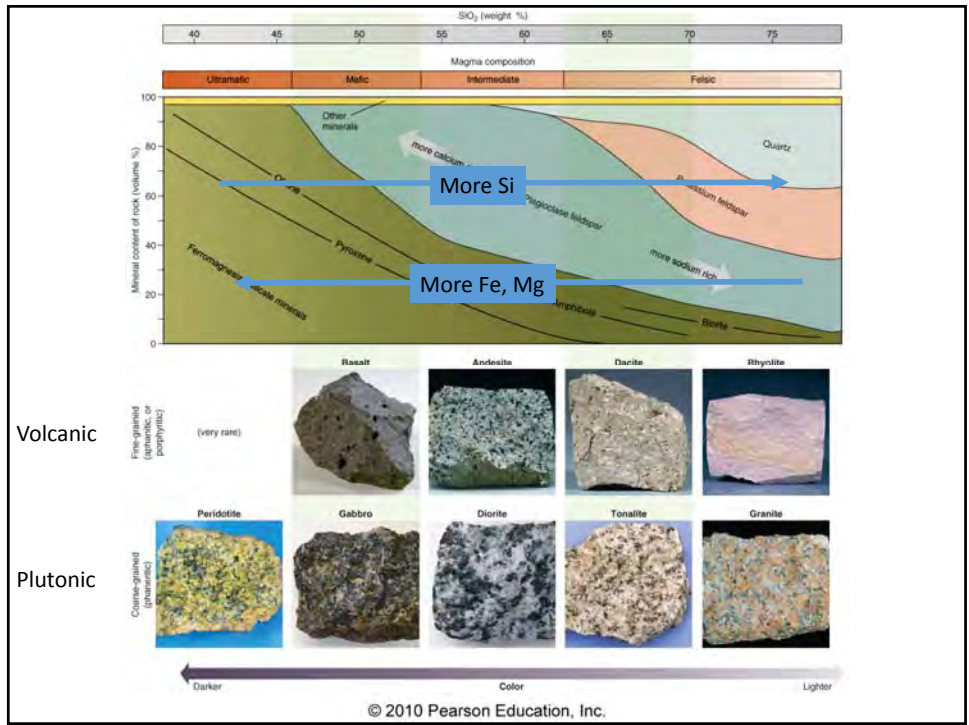 SiO₂ (weight %)
40 45 50 55 60 65 70 75
Magma composition
Ultramafic Mafic Intermediate Felsic
Mineral content of rock (volume %)
100
80
60
40
20
0
Other
minerals
Quartz
more calcium
More Si
Potassium feldspar
Plagioclase feldspar
Pyroxene
more sodium rich
More Fe, Mg
Amphibole
Biotite
Basalt Andesite Dacite Rhyolite
Volcanic
Fine-grained
(aphanitic, or
porphyritic)
(very rare)
Peridotite Gabbro Diorite Tonalite Granite
Plutonic
Coarse-grained
(phaneritic)
Darker Color Lighter
© 2010 Pearson Education, Inc.